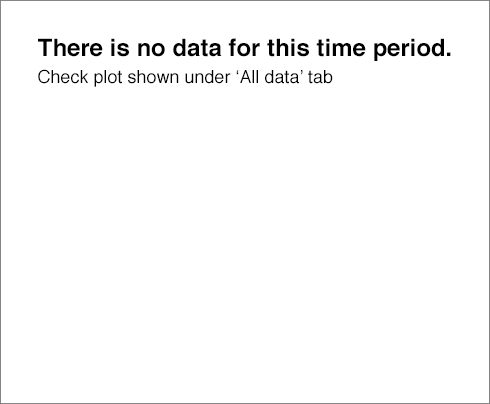 There is no data for this time period.
Check plot shown under ‘All data’ tab